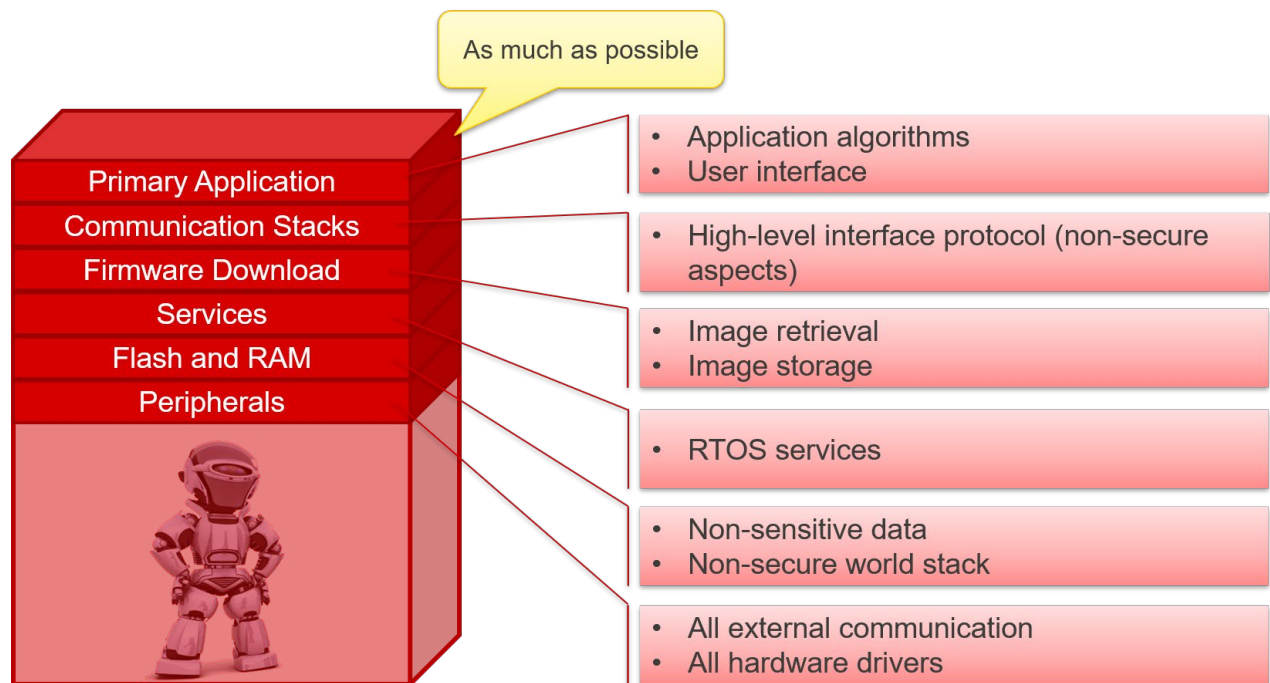 As much as possible
Primary Application
Communication Stacks
Firmware Download
Services
Flash and RAM
Peripherals
• Application algorithms
• User interface
• High-level interface protocol (non-secure
aspects)
• Image retrieval
• Image storage
• RTOS services
• Non-sensitive data
• Non-secure world stack
• All external communication
• All hardware drivers